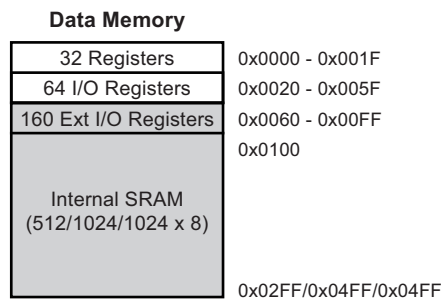 Data Memory
32 Registers 0x0000 - 0x001F
64 I/O Registers 0x0020 - 0x005F
160 Ext I/O Registers 0x0060 - 0x00FF
0x0100
Internal SRAM
(512/1024/1024 x 8)
0x02FF/0x04FF/0x04FF